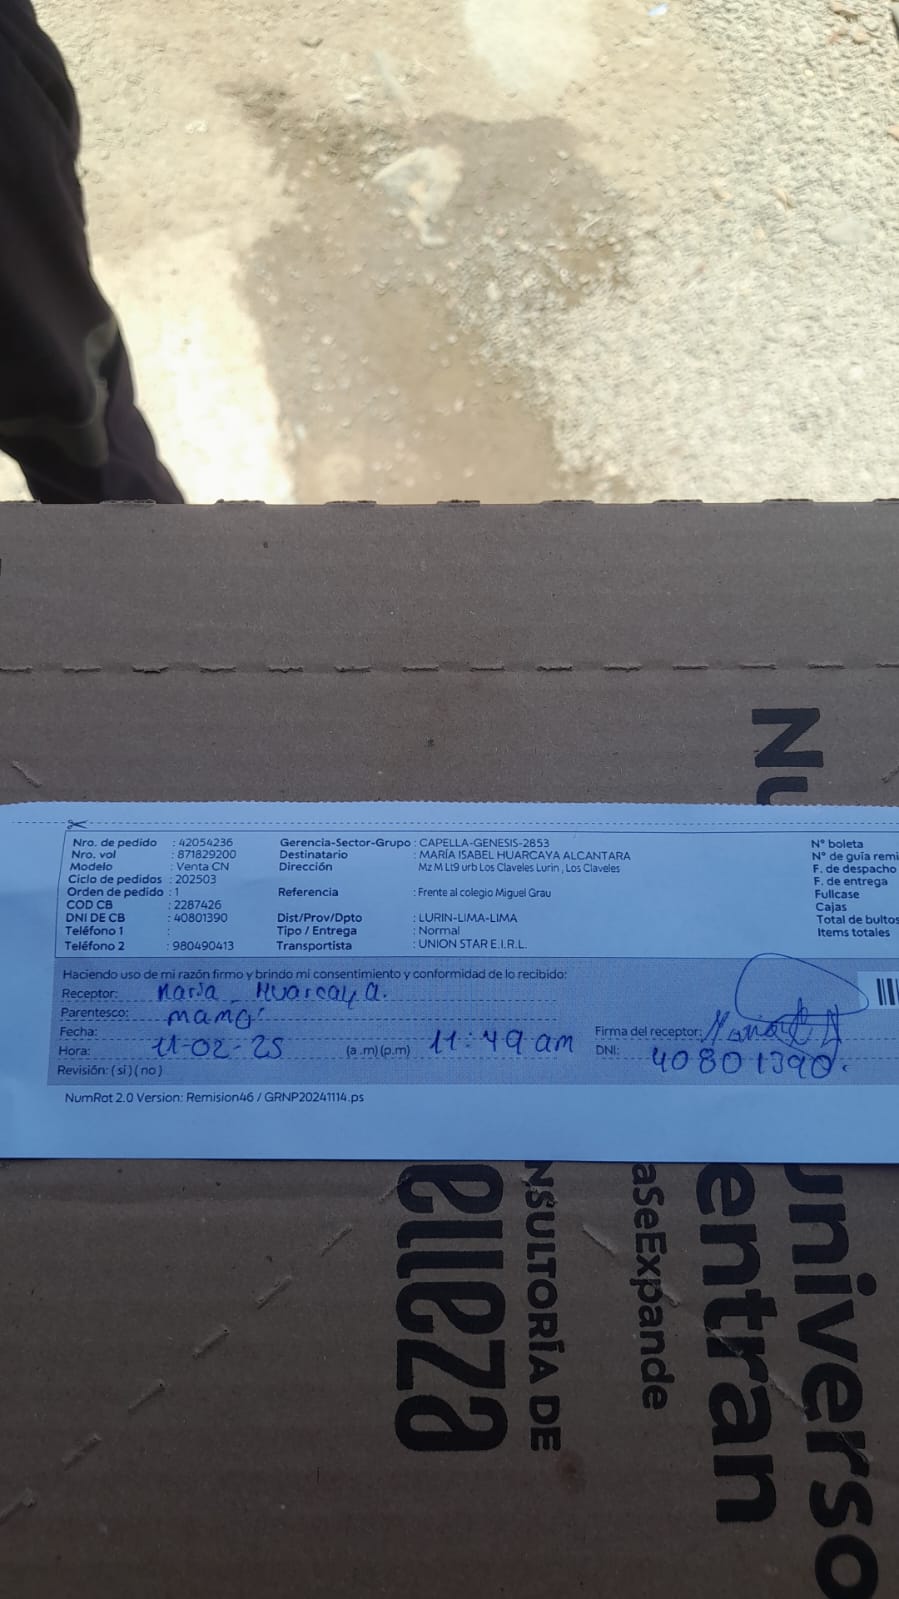 Nu
Nro. de pedido : 42054236
Nro. vol : 871829200
Modelo : Venta CN
Ciclo de pedidos : 202503
Orden de pedido : 1
COD CB : 2287426
DNI DE CB : 40801390
Teléfono 1 :
Teléfono 2 : 980490413
Gerencia-Sector-Grupo : CAPELLA-GENESIS-2853
Destinatario : MARÍA ISABEL HUARCAYA ALCANTARA
Dirección : Mz M Lt9 urb Los Claveles Lurin , Los Claveles
Referencia : Frente al colegio Miguel Grau
Dist/Prov/Dpto : LURIN-LIMA-LIMA
Tipo / Entrega : Normal
Transportista : UNION STAR E.I.R.L.
N° boleta
N° de guía remi
F. de despacho
F. de entrega
Fullcase
Cajas
Total de bultos
Items totales
Haciendo uso de mi razón firmo y brindo mi consentimiento y conformidad de lo recibido:
Receptor: Maria Huarcaya.
Parentesco: mama
Fecha: 11-02-25
Hora: (a.m)(p.m) 11:49 am
Revisión: (si) (no)
Firma del receptor:
DNI: 40801390.
NumRot 2.0 Version: Remision46 / GRNP20241114.ps
elleza
NSULTORÍA DE
aSeExpande
entran
universo